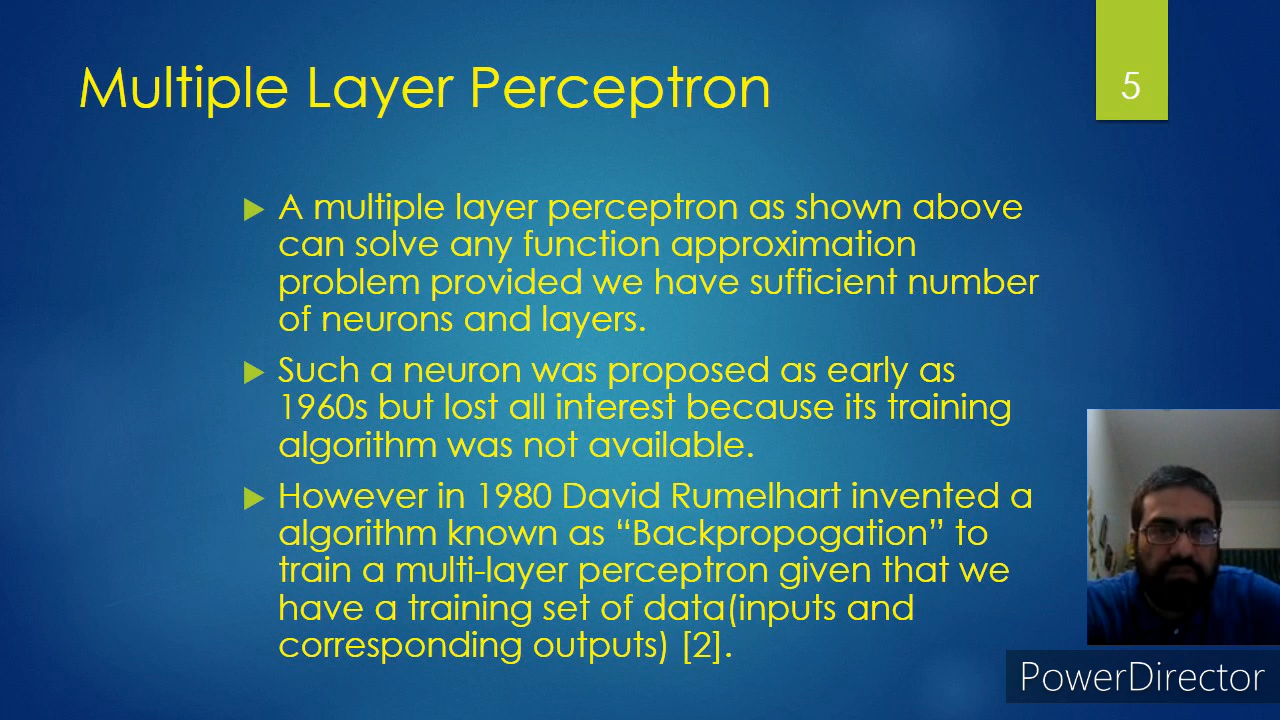 Multiple Layer Perceptron
5
A multiple layer perceptron as shown above
can solve any function approximation
problem provided we have sufficient number
of neurons and layers.
Such a neuron was proposed as early as
1960s but lost all interest because its training
algorithm was not available.
However in 1980 David Rumelhart invented a
algorithm known as “Backpropogation” to
train a multi-layer perceptron given that we
have a training set of data(inputs and
corresponding outputs) [2].
PowerDirector